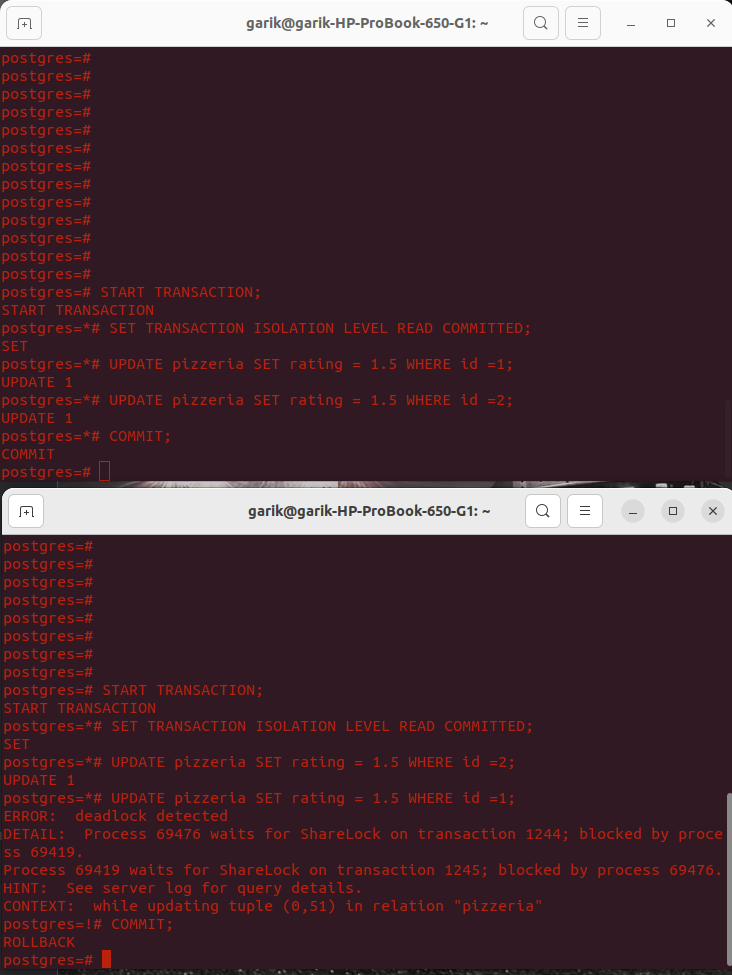 garik@garik-HP-ProBook-650-G1: ~
postgres=#
postgres=#
postgres=#
postgres=#
postgres=#
postgres=#
postgres=#
postgres=#
postgres=#
postgres=#
postgres=#
postgres=#
postgres=#
postgres=# START TRANSACTION;
START TRANSACTION
postgres=*# SET TRANSACTION ISOLATION LEVEL READ COMMITTED;
SET
postgres=*# UPDATE pizzeria SET rating = 1.5 WHERE id =1;
UPDATE 1
postgres=*# UPDATE pizzeria SET rating = 1.5 WHERE id =2;
UPDATE 1
postgres=*# COMMIT;
COMMIT
postgres=#
garik@garik-HP-ProBook-650-G1: ~
postgres=#
postgres=#
postgres=#
postgres=#
postgres=#
postgres=#
postgres=#
postgres=#
postgres=# START TRANSACTION;
START TRANSACTION
postgres=*# SET TRANSACTION ISOLATION LEVEL READ COMMITTED;
SET
postgres=*# UPDATE pizzeria SET rating = 1.5 WHERE id =2;
UPDATE 1
postgres=*# UPDATE pizzeria SET rating = 1.5 WHERE id =1;
ERROR:  deadlock detected
DETAIL:  Process 69476 waits for ShareLock on transaction 1244; blocked by proce
ss 69419.
Process 69419 waits for ShareLock on transaction 1245; blocked by process 69476.
HINT:  See server log for query details.
CONTEXT:  while updating tuple (0,51) in relation "pizzeria"
postgres=!# COMMIT;
ROLLBACK
postgres=#